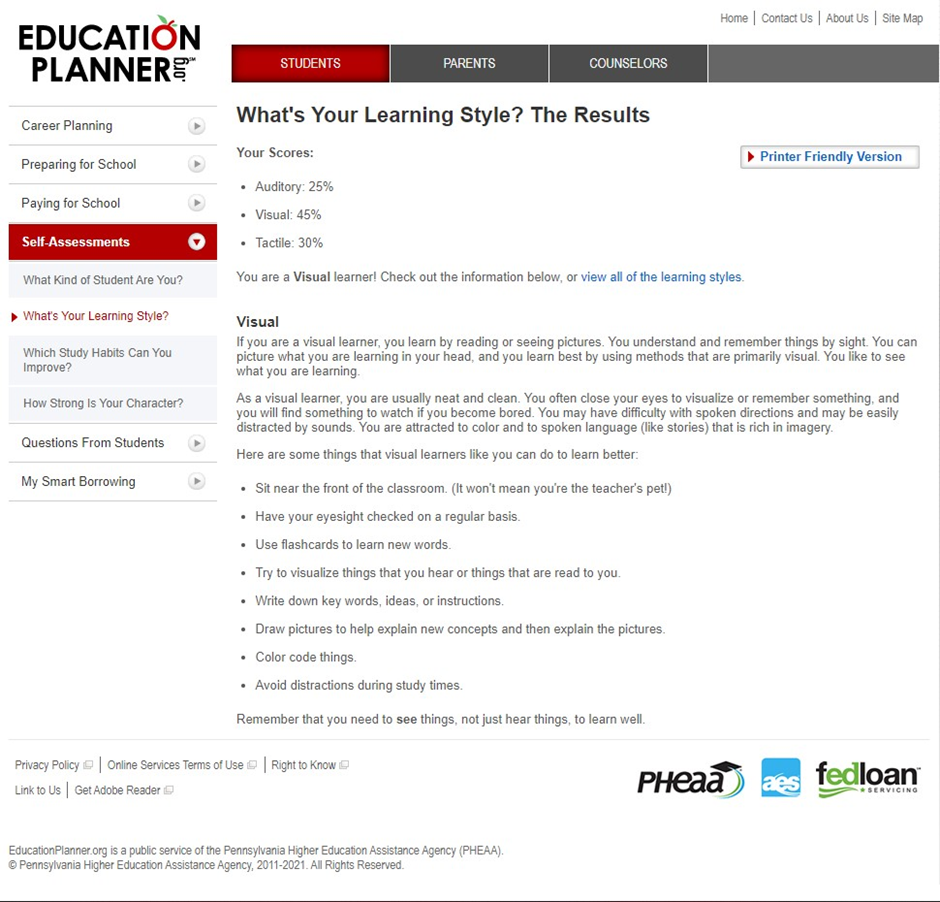 Home | Contact Us | About Us | Site Map
EDUCATION
PLANNER.org℠
STUDENTS
PARENTS
COUNSELORS
Career Planning
Preparing for School
Paying for School
Self-Assessments
What Kind of Student Are You?
What's Your Learning Style?
Which Study Habits Can You
Improve?
How Strong Is Your Character?
Questions From Students
My Smart Borrowing
What's Your Learning Style? The Results
Your Scores:
Printer Friendly Version
• Auditory: 25%
• Visual: 45%
• Tactile: 30%
You are a Visual learner! Check out the information below, or view all of the learning styles.
Visual
If you are a visual learner, you learn by reading or seeing pictures. You understand and remember things by sight. You can
picture what you are learning in your head, and you learn best by using methods that are primarily visual. You like to see
what you are learning.
As a visual learner, you are usually neat and clean. You often close your eyes to visualize or remember something, and
you will find something to watch if you become bored. You may have difficulty with spoken directions and may be easily
distracted by sounds. You are attracted to color and to spoken language (like stories) that is rich in imagery.
Here are some things that visual learners like you can do to learn better:
• Sit near the front of the classroom. (It won't mean you're the teacher's pet!)
• Have your eyesight checked on a regular basis.
• Use flashcards to learn new words.
• Try to visualize things that you hear or things that are read to you.
• Write down key words, ideas, or instructions.
• Draw pictures to help explain new concepts and then explain the pictures.
• Color code things.
• Avoid distractions during study times.
Remember that you need to see things, not just hear things, to learn well.
Privacy Policy | Online Services Terms of Use | Right to Know
Link to Us | Get Adobe Reader
PHEAA
aes
fedloan™
SERVICING
EducationPlanner.org is a public service of the Pennsylvania Higher Education Assistance Agency (PHEAA).
© Pennsylvania Higher Education Assistance Agency, 2011-2021. All Rights Reserved.